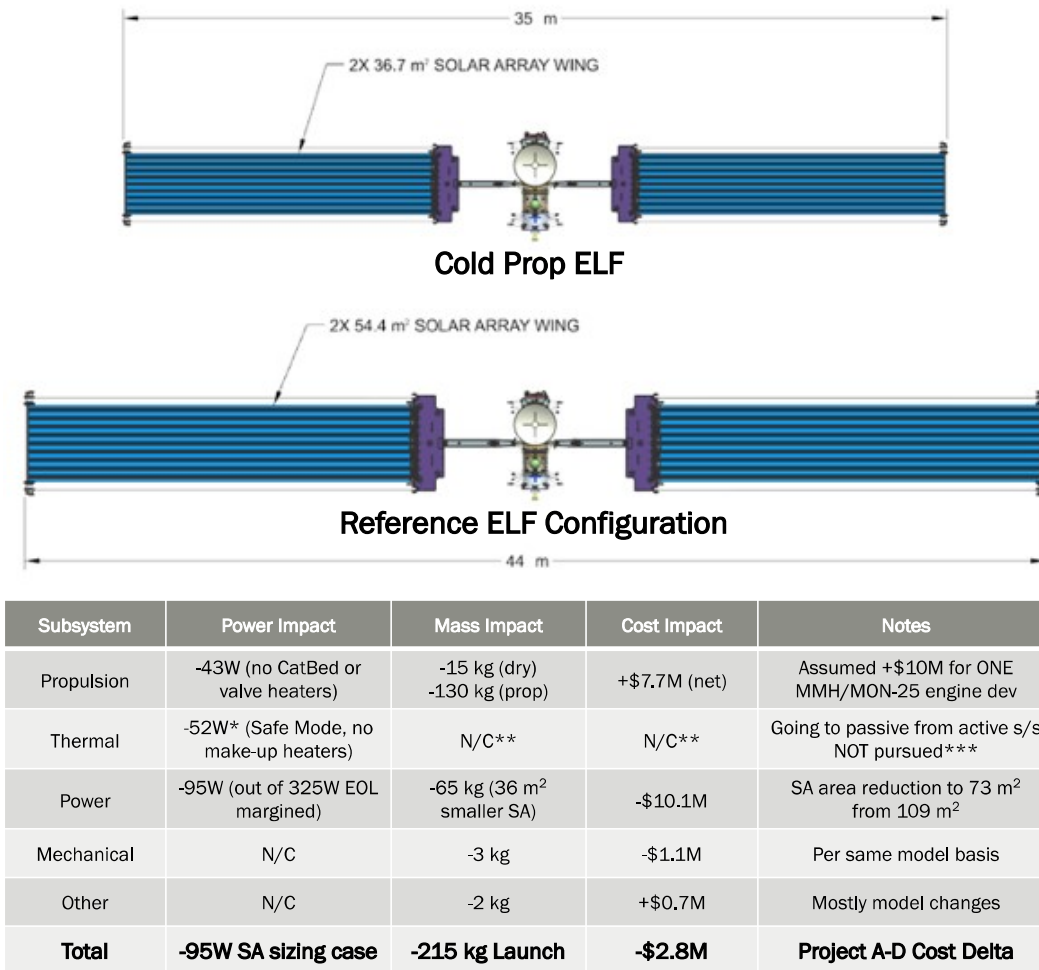 35 m
2X 36.7 m² SOLAR ARRAY WING
Cold Prop ELF
2X 54.4 m² SOLAR ARRAY WING
Reference ELF Configuration
44 m
Subsystem Power Impact Mass Impact Cost Impact Notes
Propulsion
-43W (no CatBed or
valve heaters)
-15 kg (dry)
-130 kg (prop)
+$7.7M (net)
Assumed +$10M for ONE
MMH/MON-25 engine dev
Thermal
-52W* (Safe Mode, no
make-up heaters)
N/C**
N/C**
Going to passive from active s/s
NOT pursued***
Power
-95W (out of 325W EOL
margined)
-65 kg (36 m²
smaller SA)
-$10.1M
SA area reduction to 73 m²
from 109 m²
Mechanical N/C -3 kg -$1.1M Per same model basis
Other N/C -2 kg +$0.7M Mostly model changes
Total -95W SA sizing case -215 kg Launch -$2.8M Project A-D Cost Delta